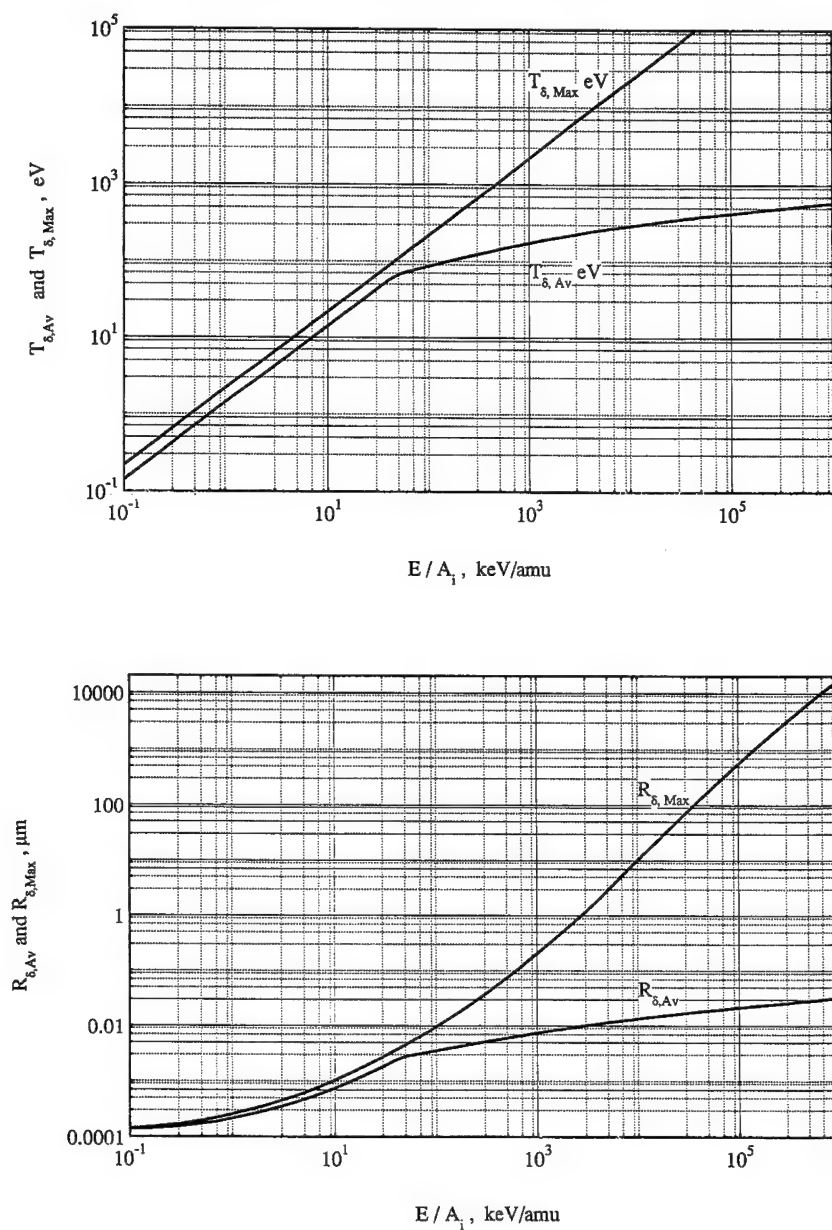 10^5
10^3
10^1
10^-1
T_δ,Av and T_δ,Max , eV
T_δ, Max eV
T_δ, Av eV
10^-1 10^1 10^3 10^5
E / A_i , keV/amu
10000
100
1
0.01
0.0001
R_δ,Av and R_δ,Max , μm
R_δ, Max
R_δ,Av
10^-1 10^1 10^3 10^5
E / A_i , keV/amu